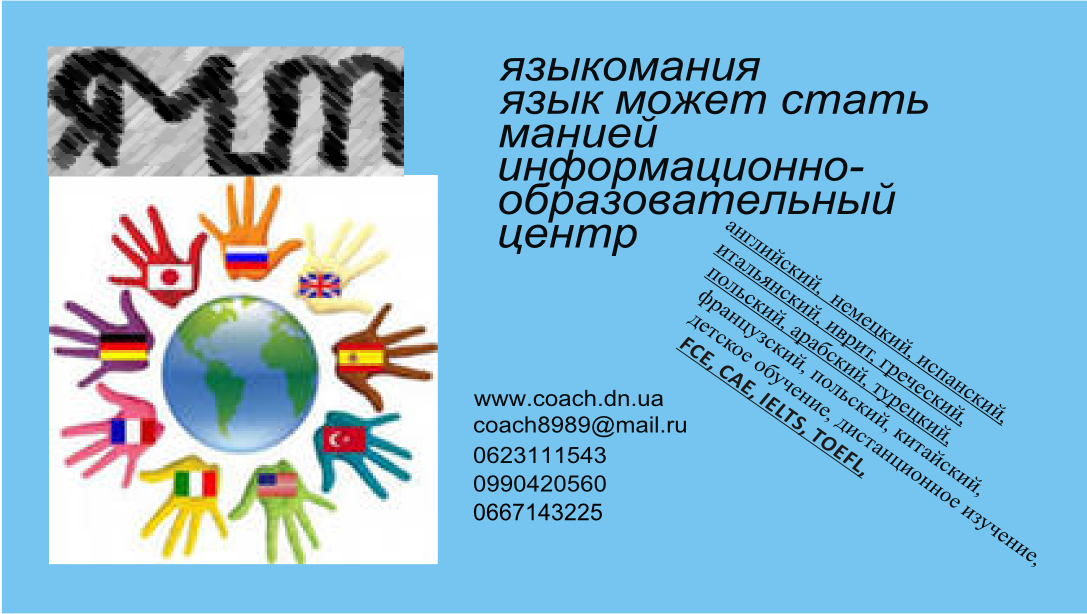 ЯМиП
языкомания
язык может стать
манией
информационно-
образовательный
центр
английский, немецкий, испанский,
итальянский, иврит, греческий,
польский, арабский, турецкий,
французский, польский, китайский,
детское обучение, дистанционное изучение,
FCE, CAE, IELTS, TOEFL,
www.coach.dn.ua
coach8989@mail.ru
0623111543
0990420560
0667143225